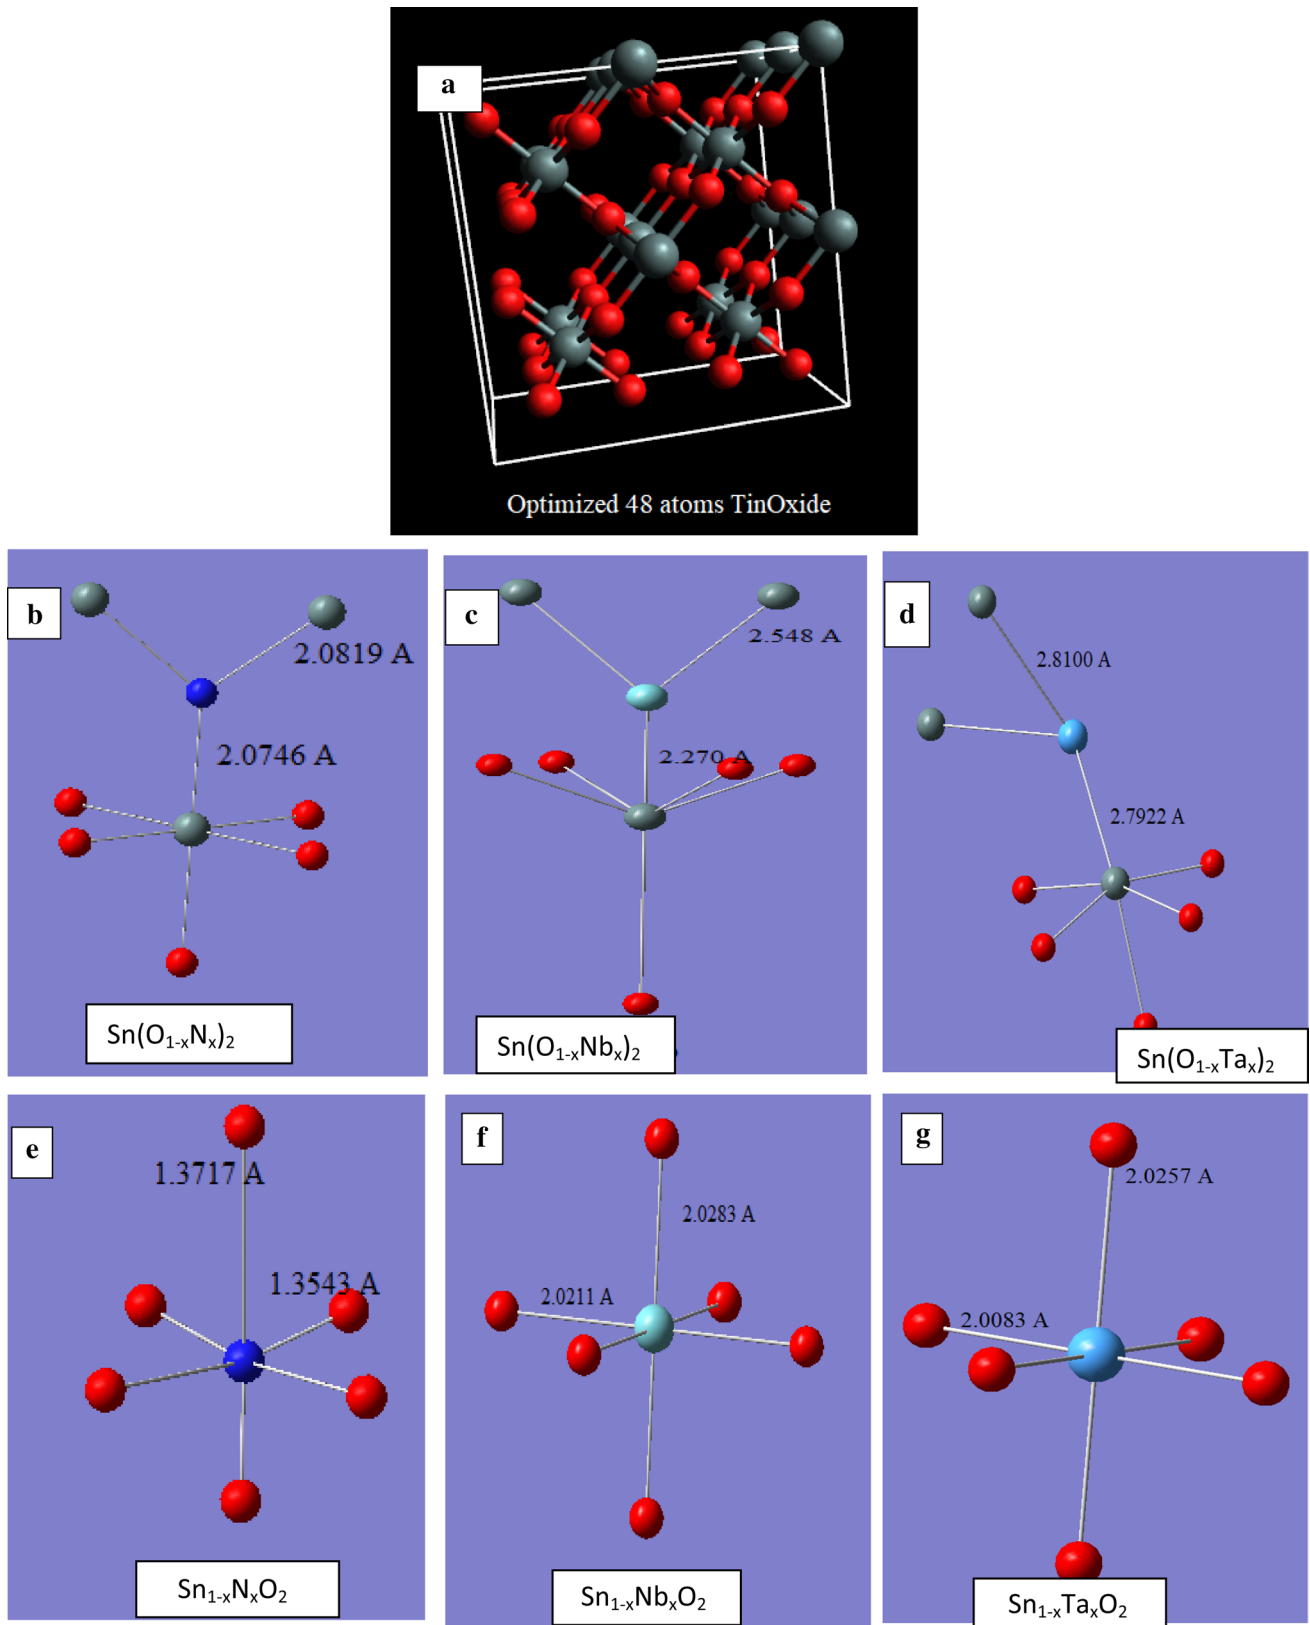 a
Optimized 48 atoms TinOxide
b
2.0819 A
2.0746 A
Sn(O₁₋ₓNₓ)₂
c
2.548 A
2.270 A
Sn(O₁₋ₓNbₓ)₂
d
2.8100 A
2.7922 A
Sn(O₁₋ₓTaₓ)₂
e
1.3717 A
1.3543 A
Sn₁₋ₓNₓO₂
f
2.0283 A
2.0211 A
Sn₁₋ₓNbₓO₂
g
2.0257 A
2.0083 A
Sn₁₋ₓTaₓO₂